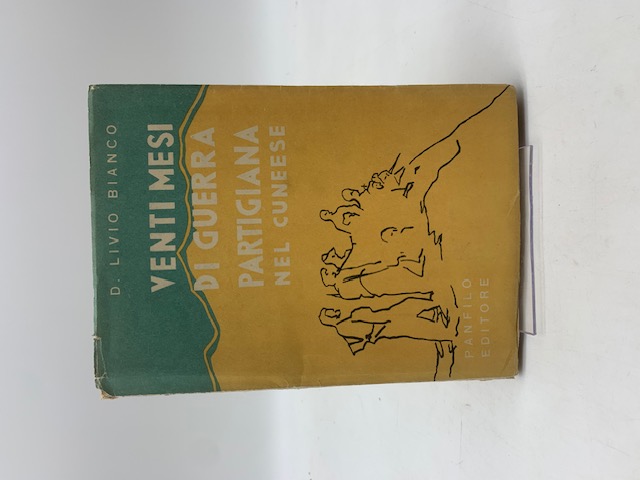 D. LIVIO BIANCO
VENTI MESI
DI GUERRA
PARTIGIANA
NEL CUNEESE
PANFILO
EDITORE